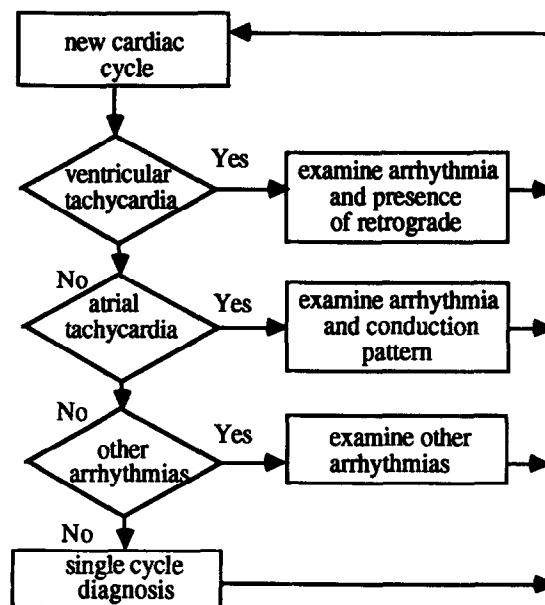 new cardiac
cycle
Yes
ventricular
tachycardia
examine arrhythmia
and presence
of retrograde
No
Yes
atrial
tachycardia
examine arrhythmia
and conduction
pattern
No
Yes
other
arrhythmias
examine other
arrhythmias
No
single cycle
diagnosis